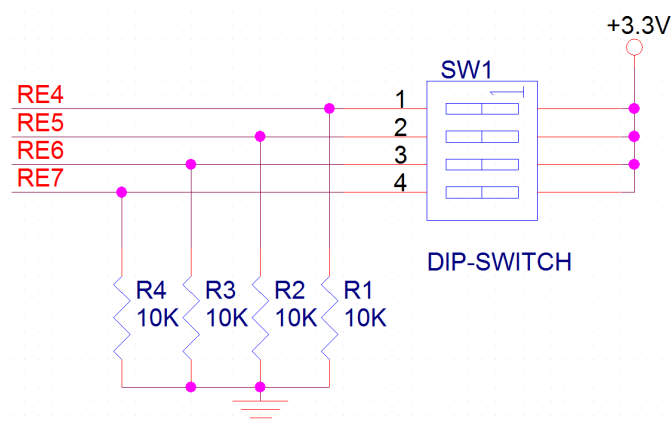 +3.3V
SW1
RE4
1
RE5
2
RE6
3
RE7
4
DIP-SWITCH
R4 R3 R2 R1
10K 10K 10K 10K